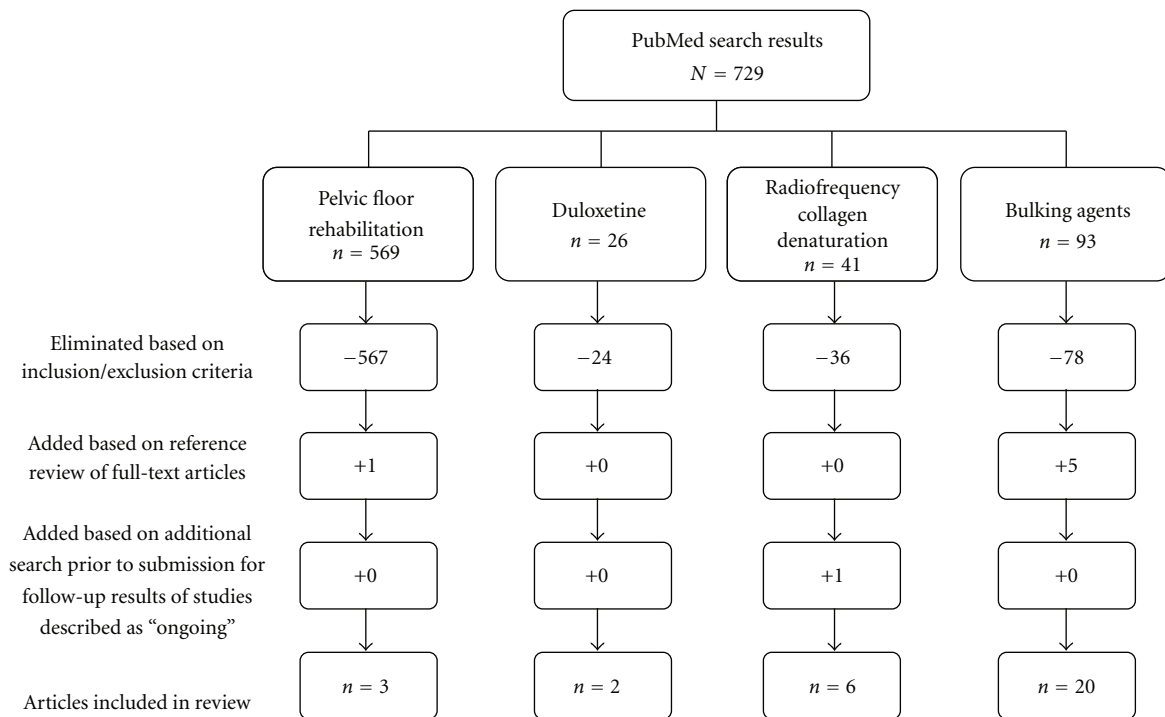 PubMed search results
N = 729
Pelvic floor
rehabilitation
n = 569
Duloxetine
n = 26
Radiofrequency
collagen
denaturation
n = 41
Bulking agents
n = 93
Eliminated based on
inclusion/exclusion criteria
−567
−24
−36
−78
Added based on reference
review of full-text articles
+1
+0
+0
+5
Added based on additional
search prior to submission for
follow-up results of studies
described as “ongoing”
+0
+0
+1
+0
Articles included in review
n = 3
n = 2
n = 6
n = 20